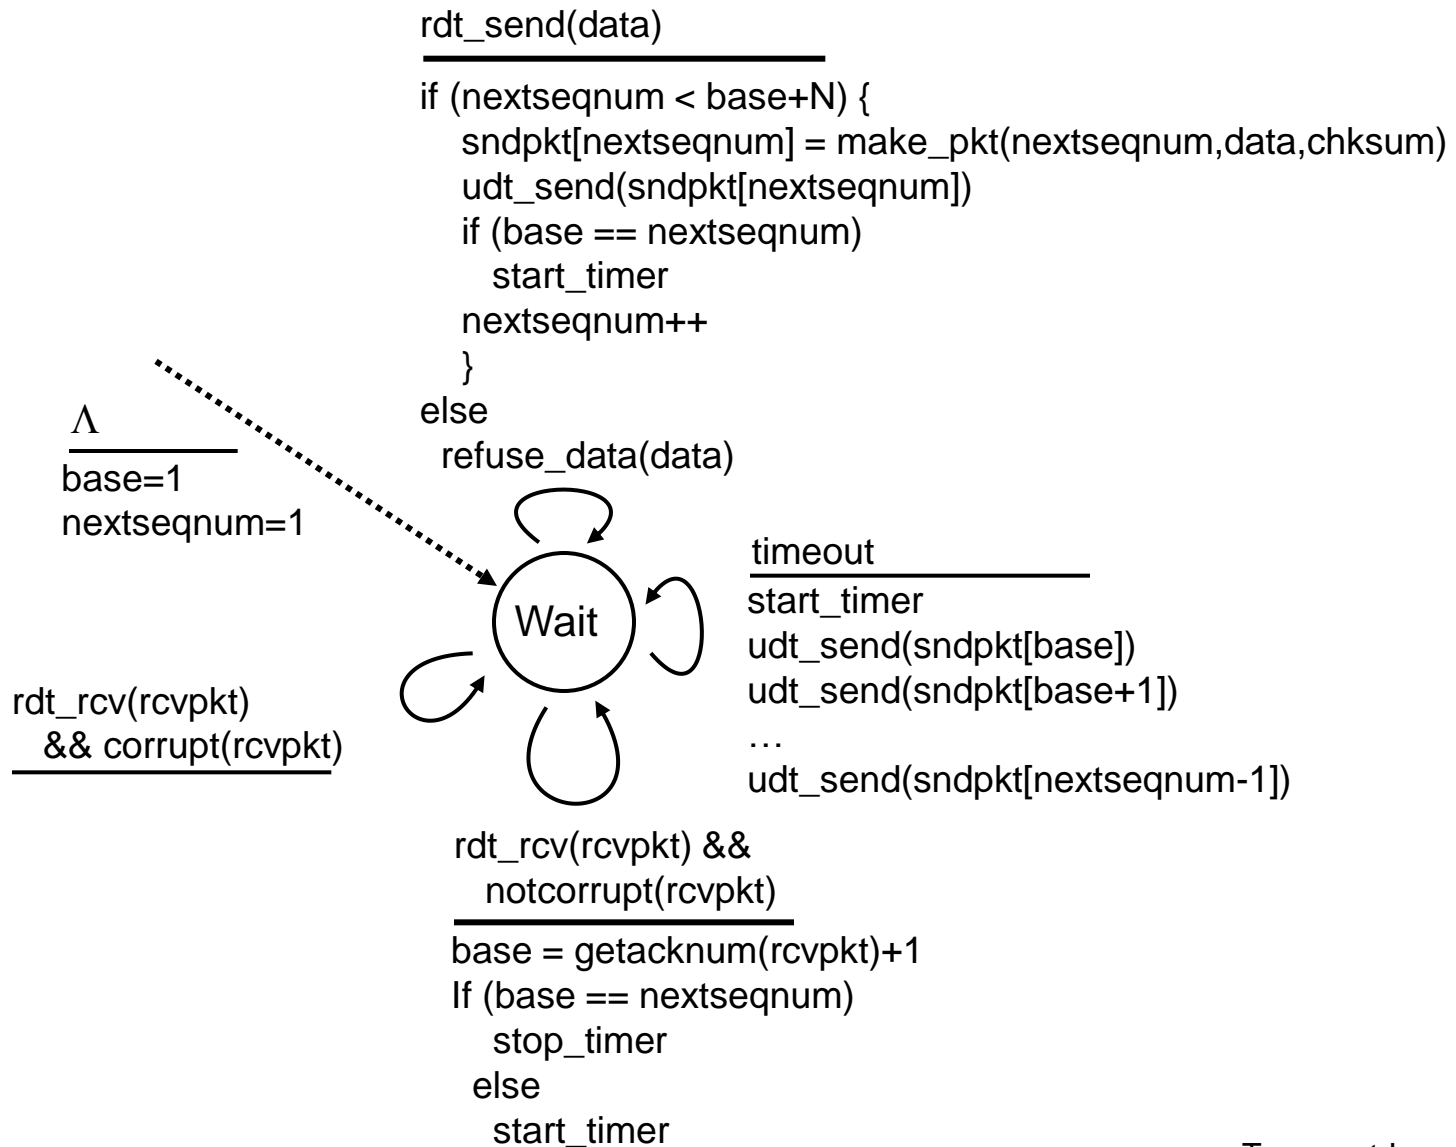 rdt_send(data)
if (nextseqnum < base+N) {
sndpkt[nextseqnum] = make_pkt(nextseqnum,data,chksum)
udt_send(sndpkt[nextseqnum])
if (base == nextseqnum)
start_timer
nextseqnum++
}
else
refuse_data(data)
Λ
base=1
nextseqnum=1
Wait
timeout
start_timer
udt_send(sndpkt[base])
udt_send(sndpkt[base+1])
…
udt_send(sndpkt[nextseqnum-1])
rdt_rcv(rcvpkt)
&& corrupt(rcvpkt)
rdt_rcv(rcvpkt) &&
notcorrupt(rcvpkt)
base = getacknum(rcvpkt)+1
If (base == nextseqnum)
stop_timer
else
start_timer